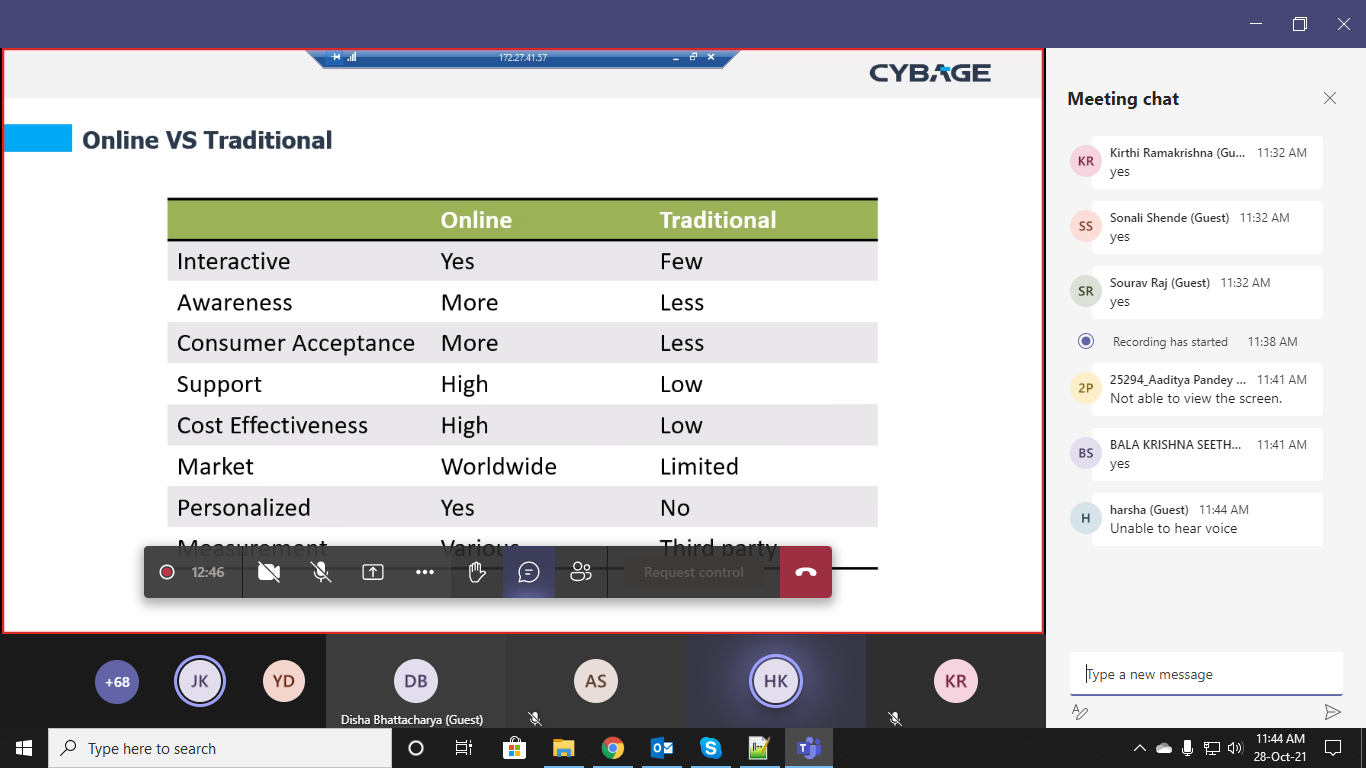 172.27.41.57
CYBAGE
Online VS Traditional
Online Traditional
Interactive Yes Few
Awareness More Less
Consumer Acceptance More Less
Support High Low
Cost Effectiveness High Low
Market Worldwide Limited
Personalized Yes No
Measurement Various Third party
12:46
Request control
+68
JK
YD
DB
Disha Bhattacharya (Guest)
AS
HK
KR
Meeting chat
KR
Kirthi Ramakrishna (Gu... 11:32 AM
yes
SS
Sonali Shende (Guest) 11:32 AM
yes
SR
Sourav Raj (Guest) 11:32 AM
yes
Recording has started 11:38 AM
2P
25294_Aaditya Pandey ... 11:41 AM
Not able to view the screen.
BS
BALA KRISHNA SEETH... 11:41 AM
yes
H
harsha (Guest) 11:44 AM
Unable to hear voice
Type a new message
Type here to search
11:44 AM
28-Oct-21